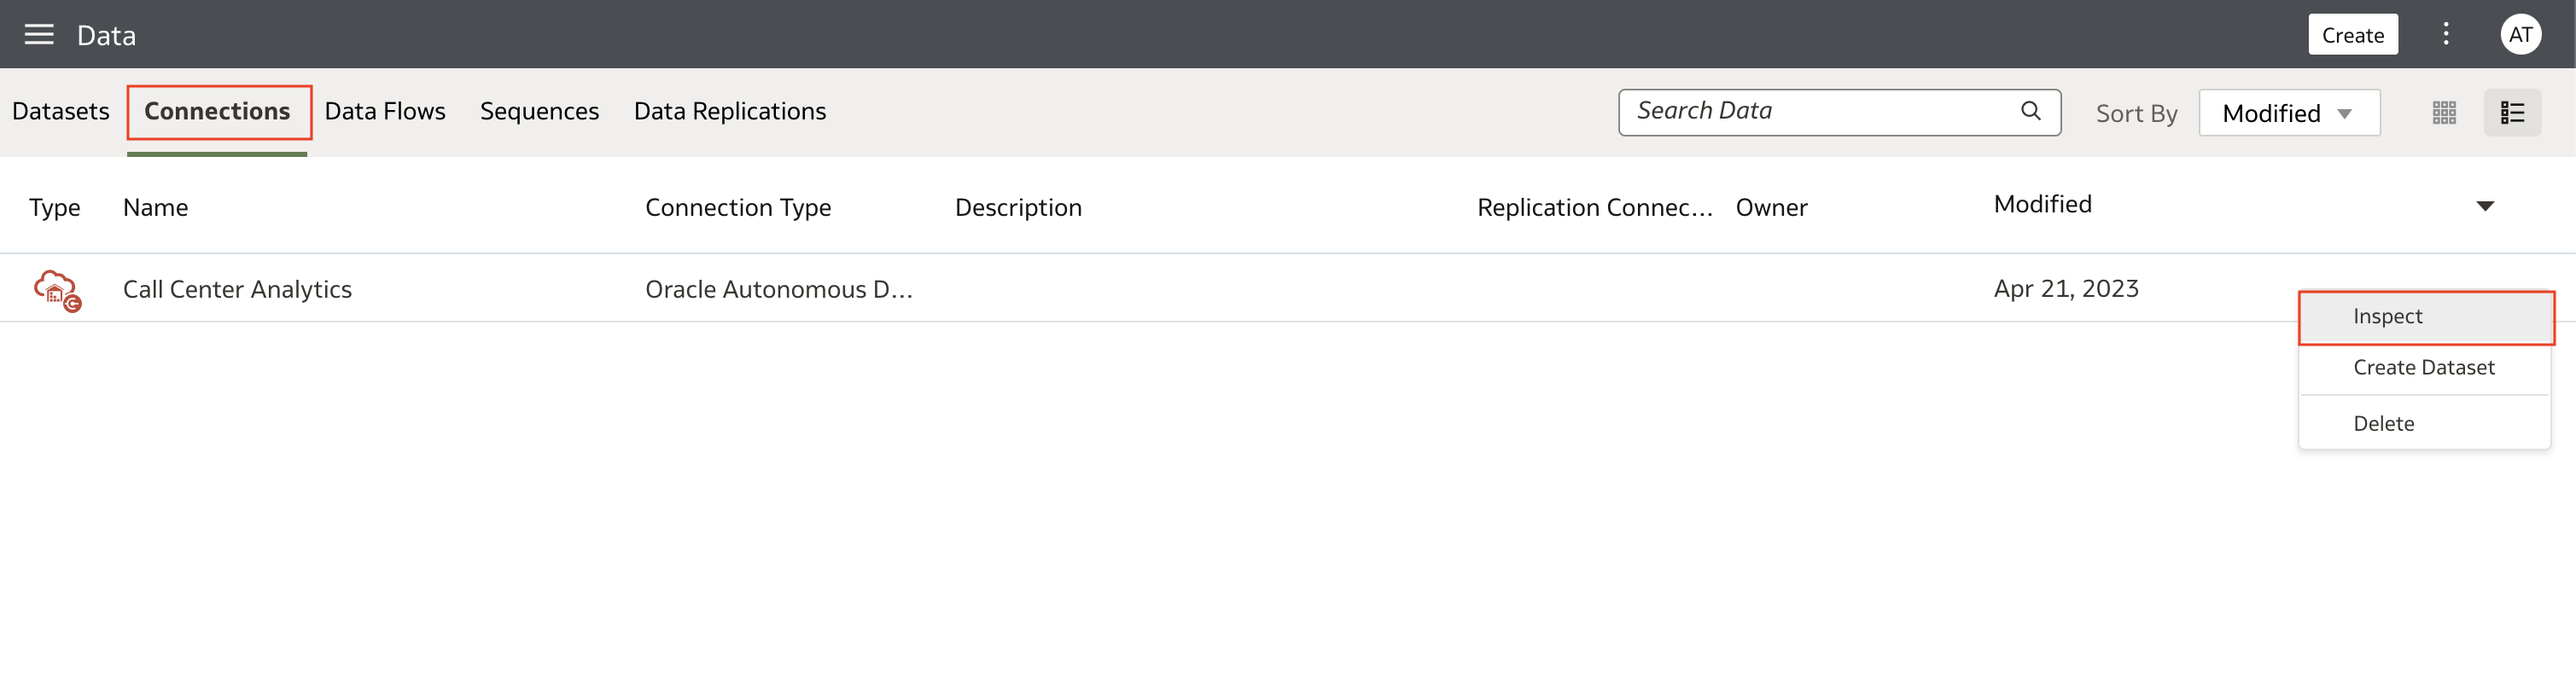 Data Create AT
Datasets Connections Data Flows Sequences Data Replications Search Data Sort By Modified
Type Name Connection Type Description Replication Connec... Owner Modified
Call Center Analytics Oracle Autonomous D... Apr 21, 2023
Inspect
Create Dataset
Delete